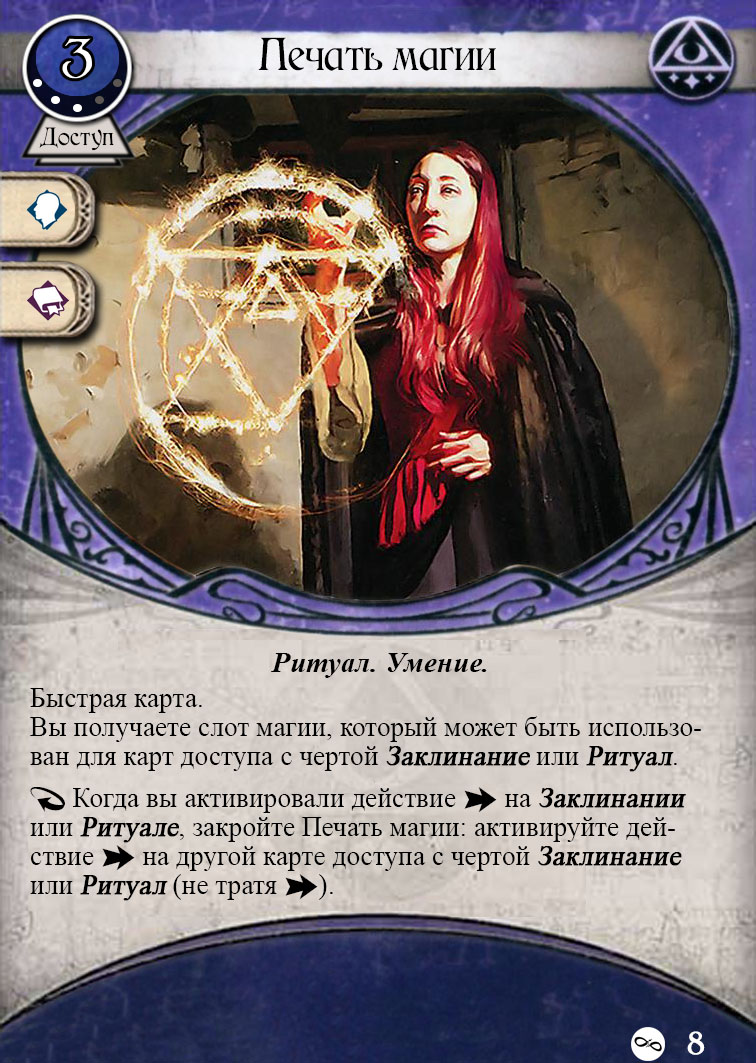 3
Печать магии
Доступ
Ритуал. Умение.
Быстрая карта.
Вы получаете слот магии, который может быть использо-
ван для карт доступа с чертой Заклинание или Ритуал.
Когда вы активировали действие на Заклинании
или Ритуале, закройте Печать магии: активируйте дей-
ствие на другой карте доступа с чертой Заклинание
или Ритуал (не тратя ).
8